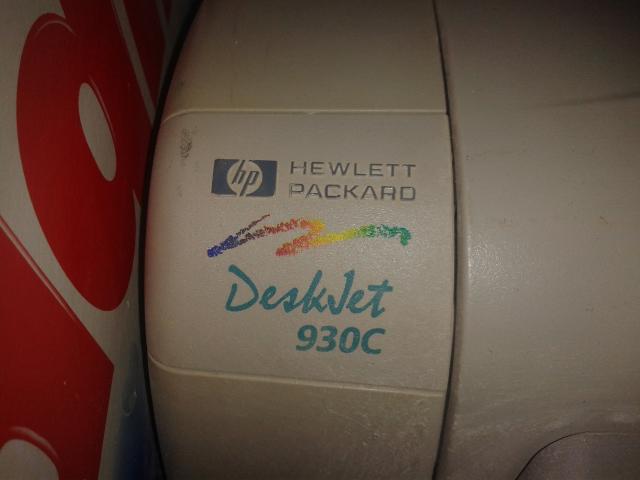 hp HEWLETT
PACKARD
DeskJet
930C